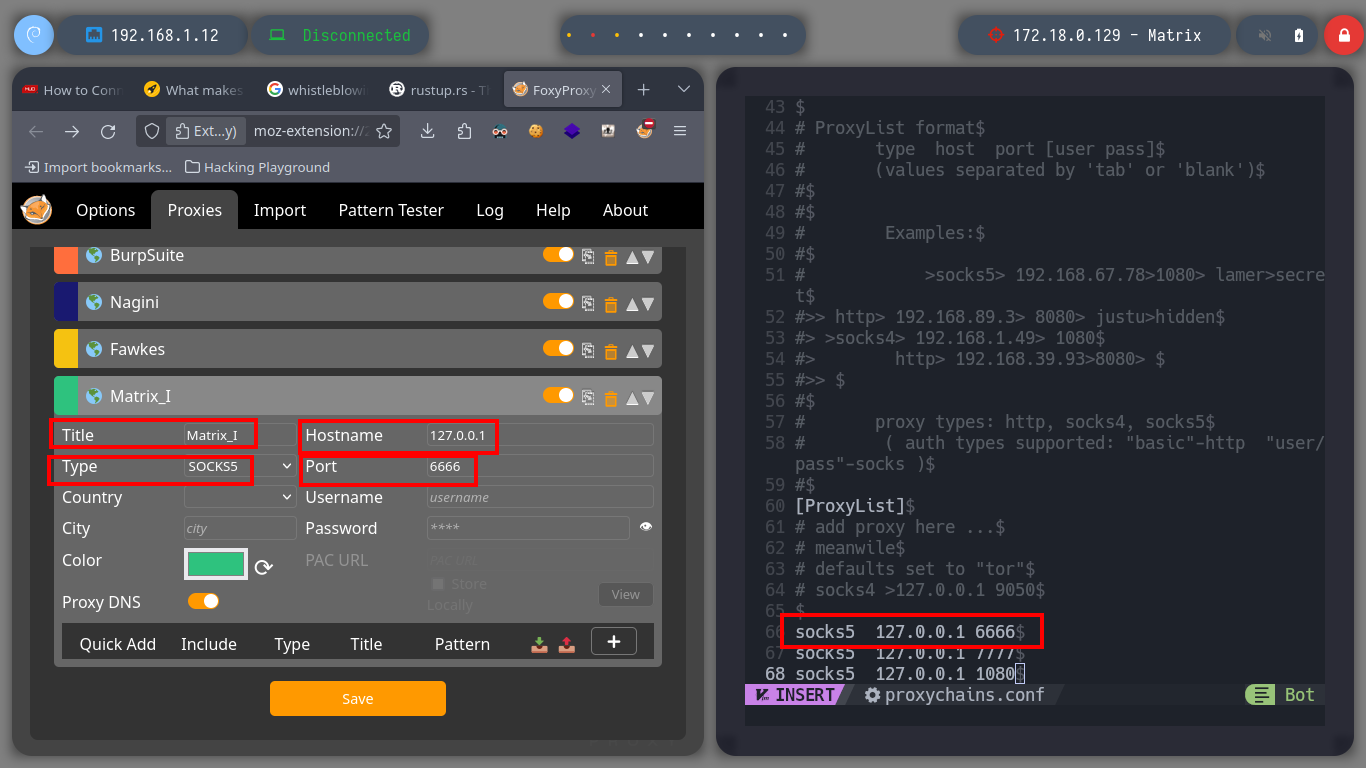 192.168.1.12
Disconnected
172.18.0.129 - Matrix
How to Conn
What makes
whistleblowi
rustup.rs - Th
FoxyProxy
Ext...y)
moz-extension://
Import bookmarks...
Hacking Playground
Options
Proxies
Import
Pattern Tester
Log
Help
About
BurpSuite
Nagini
Fawkes
Matrix_I
Title Matrix_I Hostname 127.0.0.1
Type SOCKS5 Port 6666
Country Username username
City city Password ****
Color PAC URL PAC URL
Store
Locally
View
Proxy DNS
Quick Add Include Type Title Pattern +
Save
43 $
44 # ProxyList format$
45 #       type  host  port [user pass]$
46 #       (values separated by 'tab' or 'blank')$
47 #$
48 #$
49 #        Examples:$
50 #$
51 #            >socks5> 192.168.67.78>1080> lamer>secre
t$
52 #>> http> 192.168.89.3> 8080> justu>hidden$
53 #> >socks4> 192.168.1.49> 1080$
54 #>        http> 192.168.39.93>8080> $
55 #>> $
56 #$
57 #       proxy types: http, socks4, socks5$
58 #        ( auth types supported: "basic"-http  "user/
pass"-socks )$
59 #$
60 [ProxyList]$
61 # add proxy here ...$
62 # meanwile$
63 # defaults set to "tor"$
64 # socks4 >127.0.0.1 9050$
65 $
66 socks5  127.0.0.1 6666$
67 socks5  127.0.0.1 7777$
68 socks5  127.0.0.1 1080$
INSERT
proxychains.conf
Bot